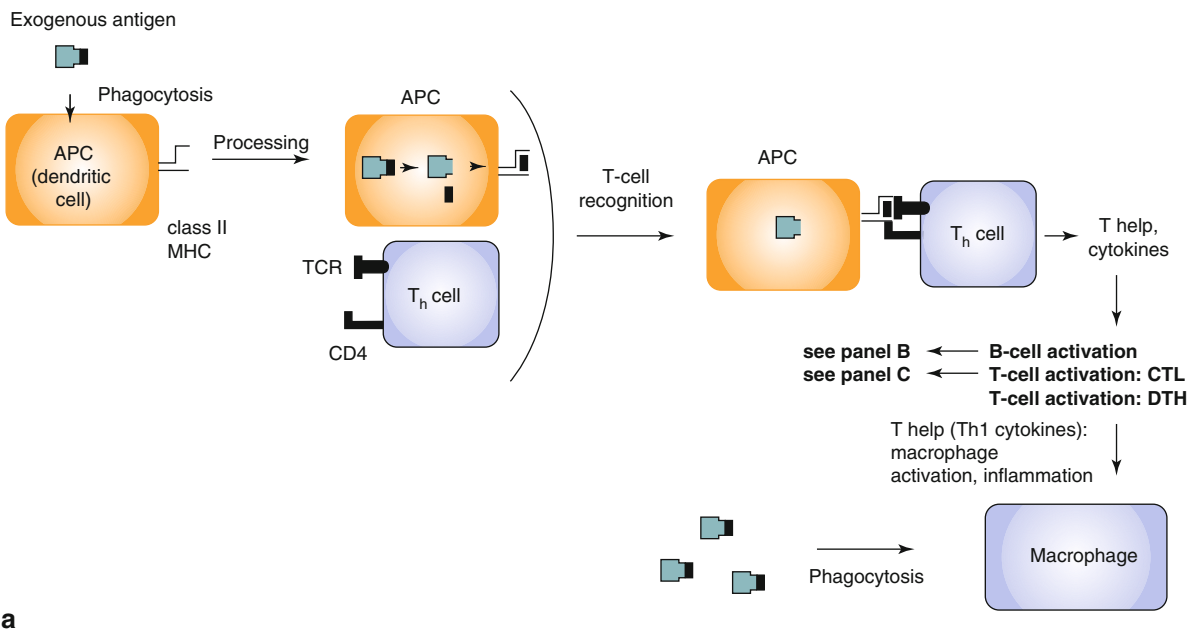 Exogenous antigen
Phagocytosis
APC
(dendritic
cell)
class II
MHC
Processing
APC
TCR
Th cell
CD4
T-cell
recognition
APC
Th cell
T help,
cytokines
see panel B
B-cell activation
see panel C
T-cell activation: CTL
T-cell activation: DTH
T help (Th1 cytokines):
macrophage
activation, inflammation
Phagocytosis
Macrophage
a